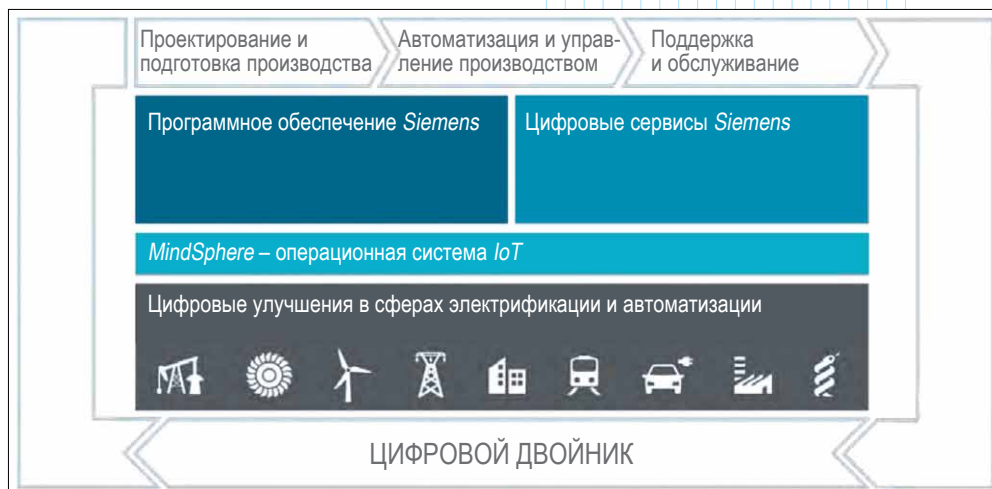 Проектирование и
подготовка производства
Автоматизация и управ-
ление производством
Поддержка
и обслуживание
Программное обеспечение Siemens
Цифровые сервисы Siemens
MindSphere – операционная система IoT
Цифровые улучшения в сферах электрификации и автоматизации
ЦИФРОВОЙ ДВОЙНИК